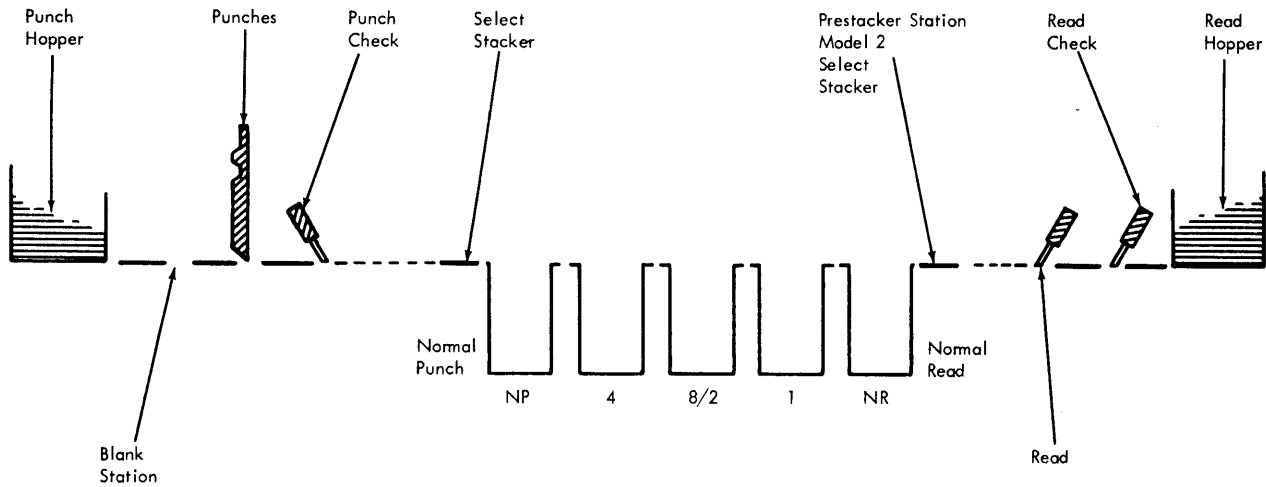 Punch
Hopper
Punches
Punch
Check
Select
Stacker
Prestacker Station
Model 2
Select
Stacker
Read
Check
Read
Hopper
Normal
Punch
Normal
Read
NP
4
8/2
1
NR
Blank
Station
Read